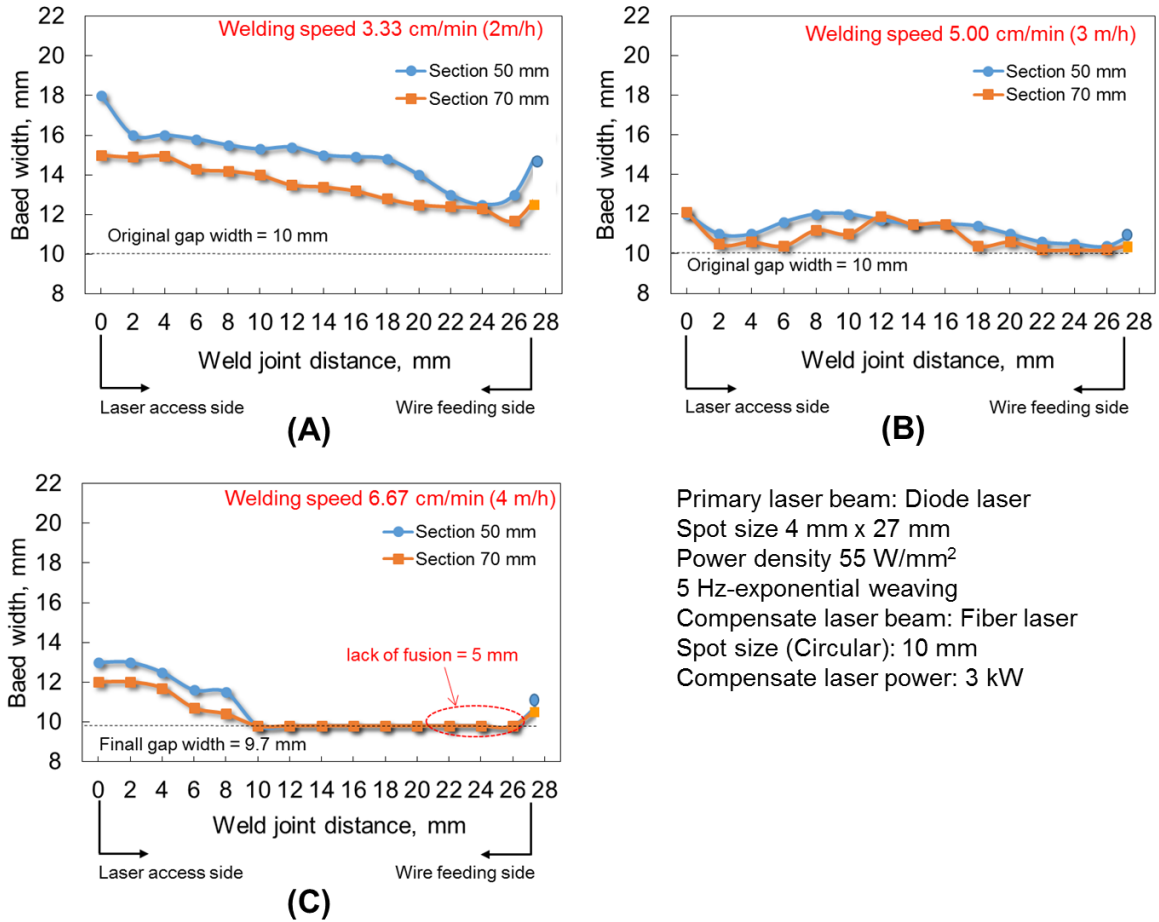 Welding speed 3.33 cm/min (2m/h)
Section 50 mm
Section 70 mm
Baed width, mm
22
20
18
16
14
12
10
8
Original gap width = 10 mm
0 2 4 6 8 10 12 14 16 18 20 22 24 26 28
Weld joint distance, mm
Laser access side
Wire feeding side
(A)
Welding speed 5.00 cm/min (3 m/h)
Section 50 mm
Section 70 mm
Baed width, mm
22
20
18
16
14
12
10
8
Original gap width = 10 mm
0 2 4 6 8 10 12 14 16 18 20 22 24 26 28
Weld joint distance, mm
Laser access side
Wire feeding side
(B)
Welding speed 6.67 cm/min (4 m/h)
Section 50 mm
Section 70 mm
Baed width, mm
22
20
18
16
14
12
10
8
lack of fusion = 5 mm
Finall gap width = 9.7 mm
0 2 4 6 8 10 12 14 16 18 20 22 24 26 28
Weld joint distance, mm
Laser access side
Wire feeding side
(C)
Primary laser beam: Diode laser
Spot size 4 mm x 27 mm
Power density 55 W/mm²
5 Hz-exponential weaving
Compensate laser beam: Fiber laser
Spot size (Circular): 10 mm
Compensate laser power: 3 kW